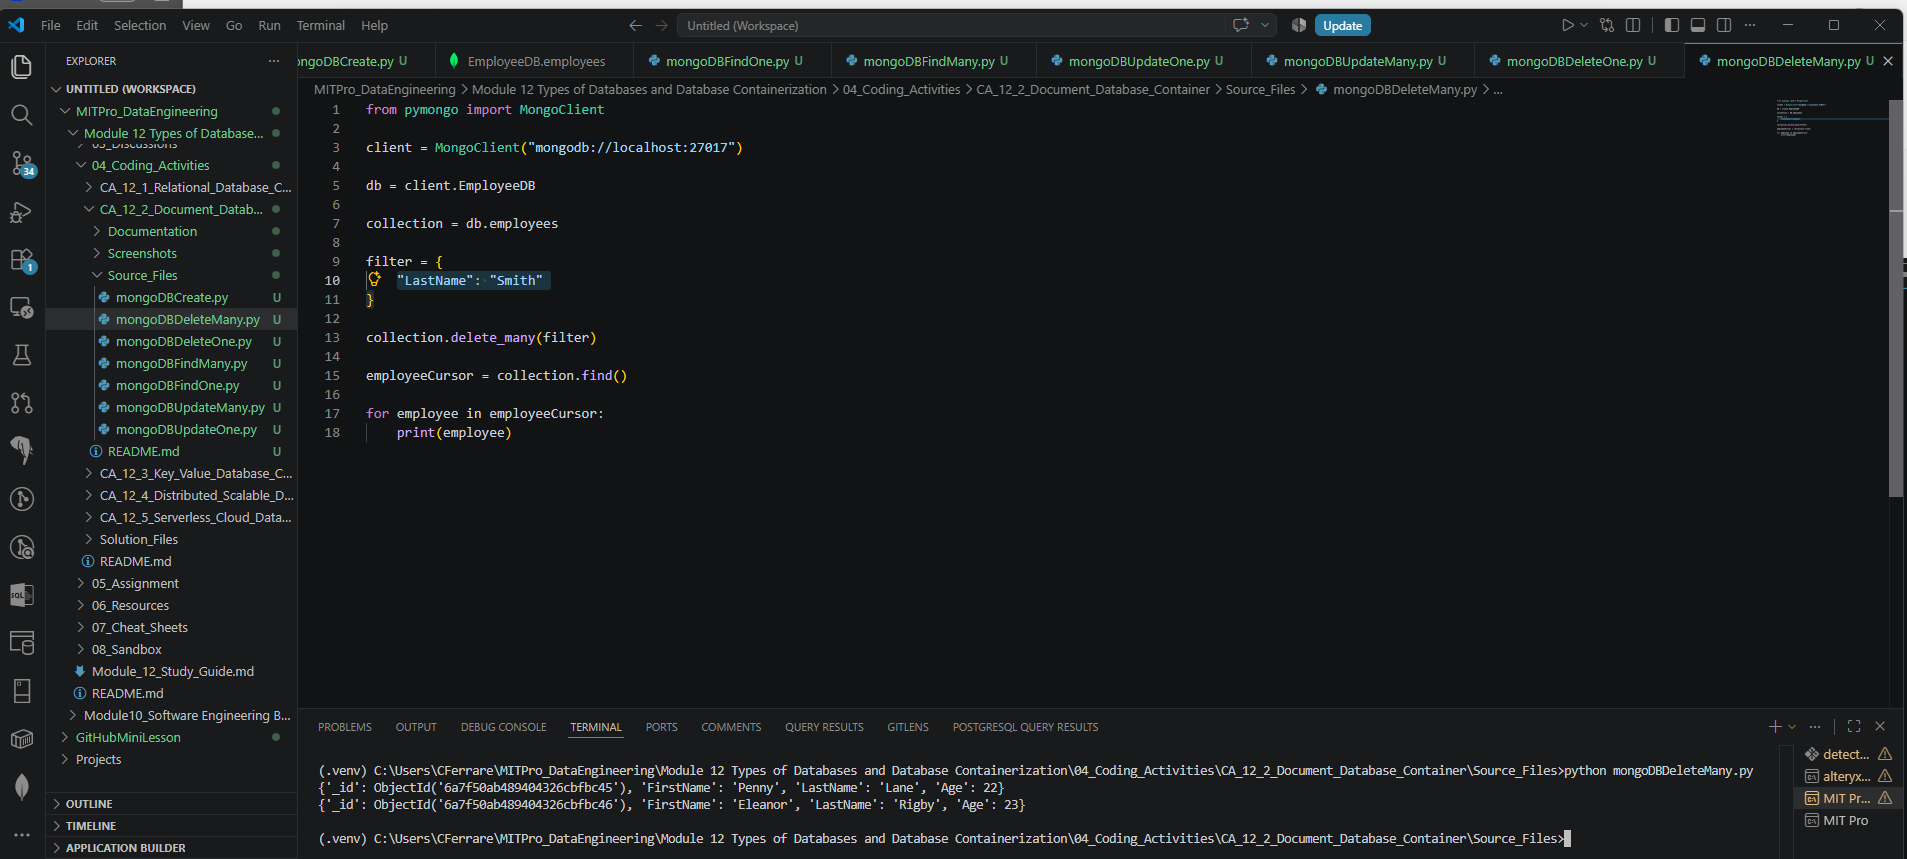 File Edit Selection View Go Run Terminal Help
Untitled (Workspace)
Update
EXPLORER
ngoDBCreate.py U
EmployeeDB.employees
mongoDBFindOne.py U
mongoDBFindMany.py U
mongoDBUpdateOne.py U
mongoDBUpdateMany.py U
mongoDBDeleteOne.py U
mongoDBDeleteMany.py U
UNTITLED (WORKSPACE)
MITPro_DataEngineering
Module 12 Types of Database...
03_Discussions
04_Coding_Activities
CA_12_1_Relational_Database_C...
CA_12_2_Document_Datab...
Documentation
Screenshots
Source_Files
mongoDBCreate.py U
mongoDBDeleteMany.py U
mongoDBDeleteOne.py U
mongoDBFindMany.py U
mongoDBFindOne.py U
mongoDBUpdateMany.py U
mongoDBUpdateOne.py U
README.md U
CA_12_3_Key_Value_Database_C...
CA_12_4_Distributed_Scalable_D...
CA_12_5_Serverless_Cloud_Data...
Solution_Files
README.md
05_Assignment
06_Resources
07_Cheat_Sheets
08_Sandbox
Module_12_Study_Guide.md
README.md
Module10_Software Engineering B...
GitHubMiniLesson
Projects
OUTLINE
TIMELINE
APPLICATION BUILDER
34
1
SQL
MITPro_DataEngineering > Module 12 Types of Databases and Database Containerization > 04_Coding_Activities > CA_12_2_Document_Database_Container > Source_Files > mongoDBDeleteMany.py > ...
1 from pymongo import MongoClient
2
3 client = MongoClient("mongodb://localhost:27017")
4
5 db = client.EmployeeDB
6
7 collection = db.employees
8
9 filter = {
10 "LastName": "Smith"
11 }
12
13 collection.delete_many(filter)
14
15 employeeCursor = collection.find()
16
17 for employee in employeeCursor:
18 print(employee)
PROBLEMS OUTPUT DEBUG CONSOLE TERMINAL PORTS COMMENTS QUERY RESULTS GITLENS POSTGRESQL QUERY RESULTS
(.venv) C:\Users\CFerrare\MITPro_DataEngineering\Module 12 Types of Databases and Database Containerization\04_Coding_Activities\CA_12_2_Document_Database_Container\Source_Files>python mongoDBDeleteMany.py
{'_id': ObjectId('6a7f50ab489404326cbfbc45'), 'FirstName': 'Penny', 'LastName': 'Lane', 'Age': 22}
{'_id': ObjectId('6a7f50ab489404326cbfbc46'), 'FirstName': 'Eleanor', 'LastName': 'Rigby', 'Age': 23}
(.venv) C:\Users\CFerrare\MITPro_DataEngineering\Module 12 Types of Databases and Database Containerization\04_Coding_Activities\CA_12_2_Document_Database_Container\Source_Files>
detect...
alteryx...
MIT Pr...
MIT Pro